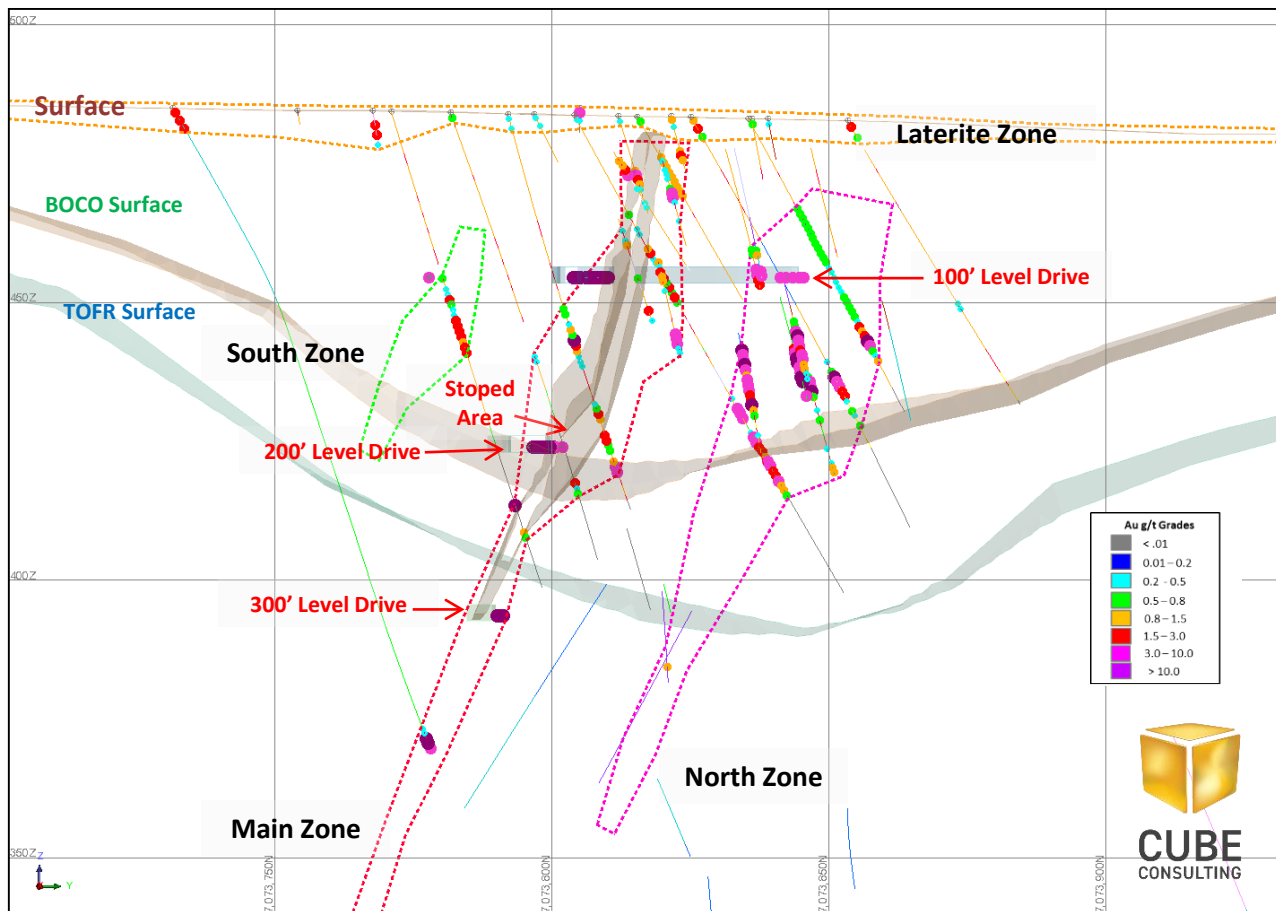 500Z
Surface
Laterite Zone
BOCO Surface
100' Level Drive
450Z
TOFR Surface
South Zone
Stoped
Area
200' Level Drive
Au g/t Grades
< .01
0.01 – 0.2
0.2 - 0.5
0.5 – 0.8
0.8 – 1.5
1.5 – 3.0
3.0 – 10.0
> 10.0
400Z
300' Level Drive
North Zone
Main Zone
CUBE
CONSULTING
350Z
Z
Y
7,073,750N
7,073,800N
7,073,850N
7,073,900N